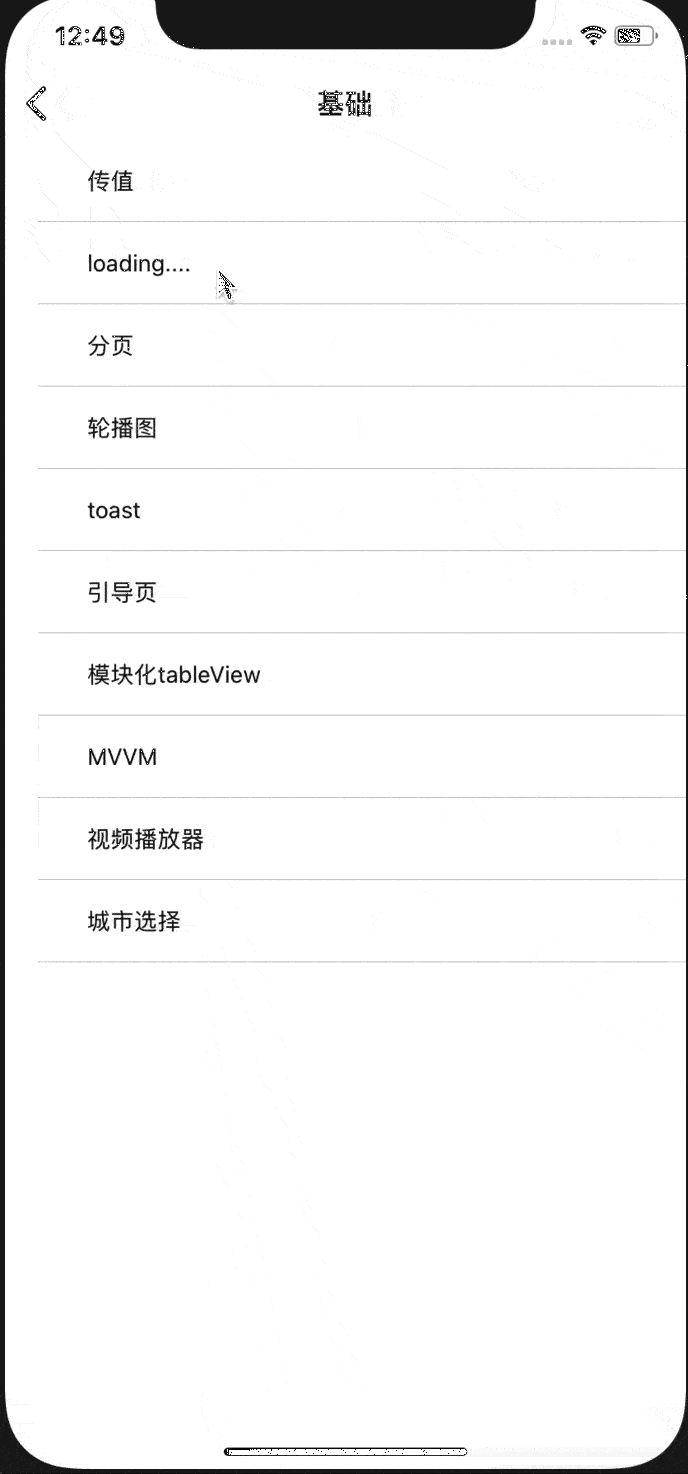 12:49
基础
传值
loading....
分页
轮播图
toast
引导页
模块化tableView
MVVM
视频播放器
城市选择